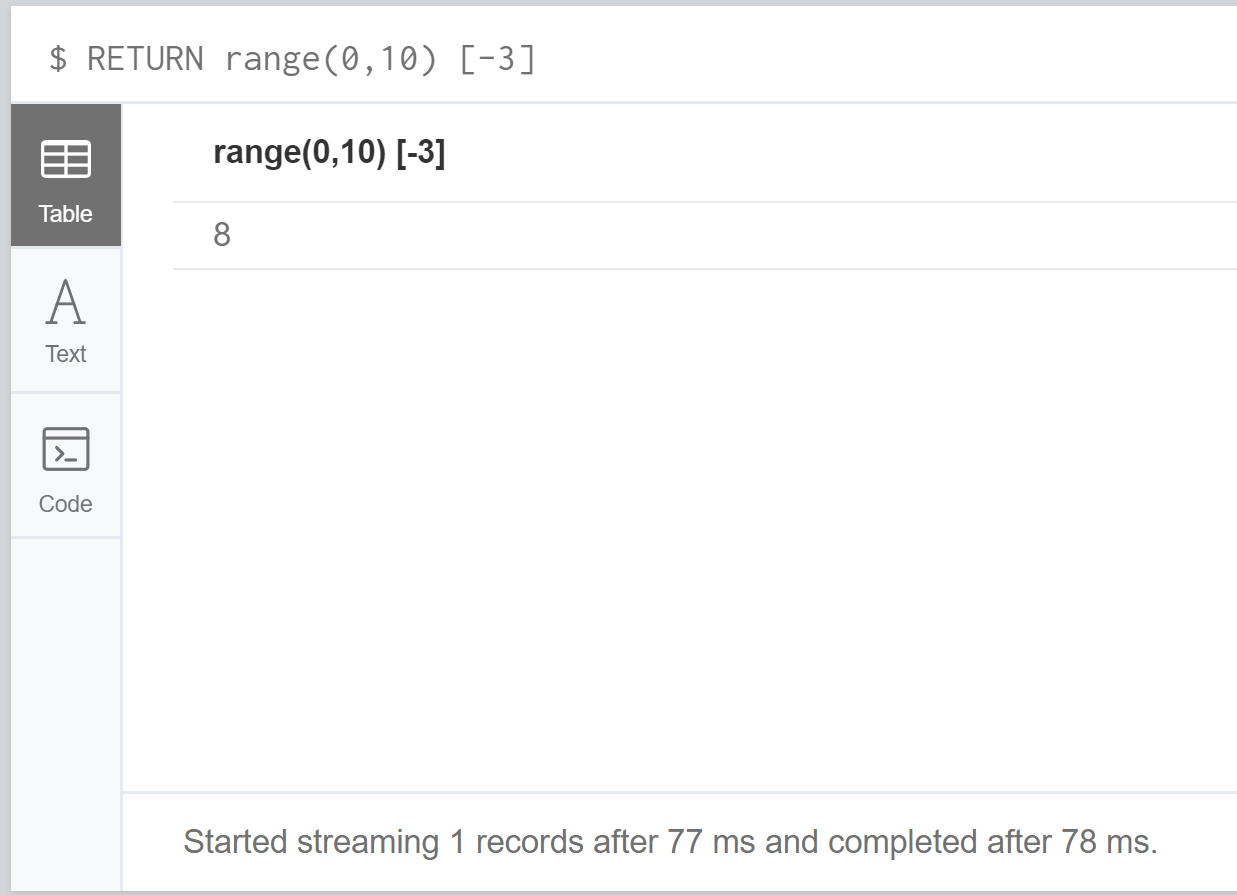 $ RETURN range(0,10) [-3]
range(0,10) [-3]
Table
8
Text
Code
Started streaming 1 records after 77 ms and completed after 78 ms.